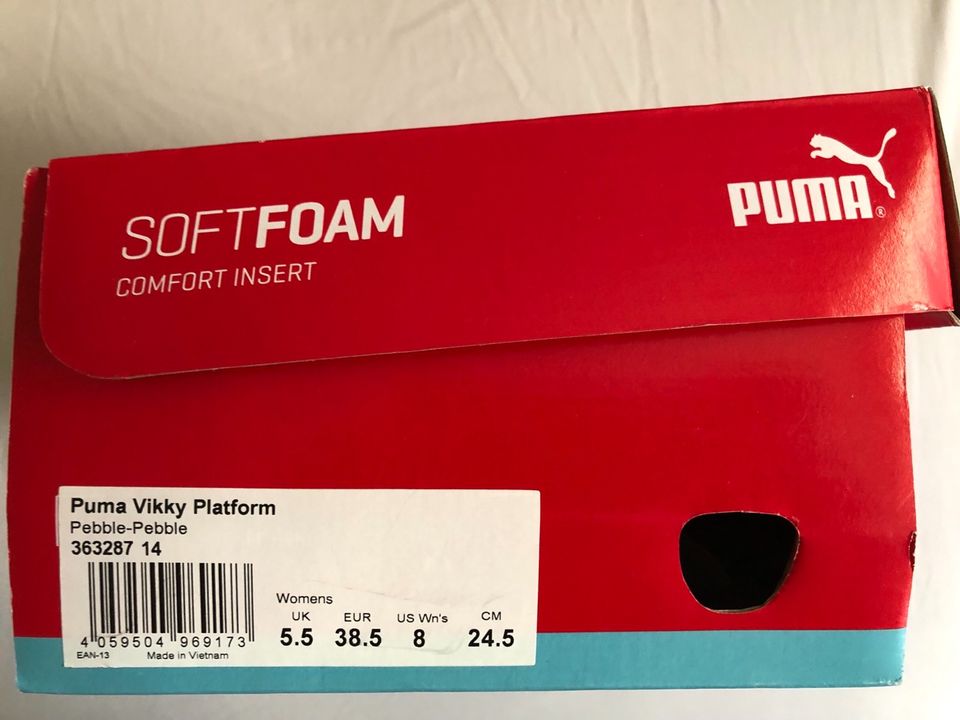 SOFTFOAM
COMFORT INSERT
PUMA®
Puma Vikky Platform
Pebble-Pebble
363287 14
4 059504 969173
EAN-13 Made in Vietnam
Womens
UK EUR US Wn's CM
5.5 38.5 8 24.5